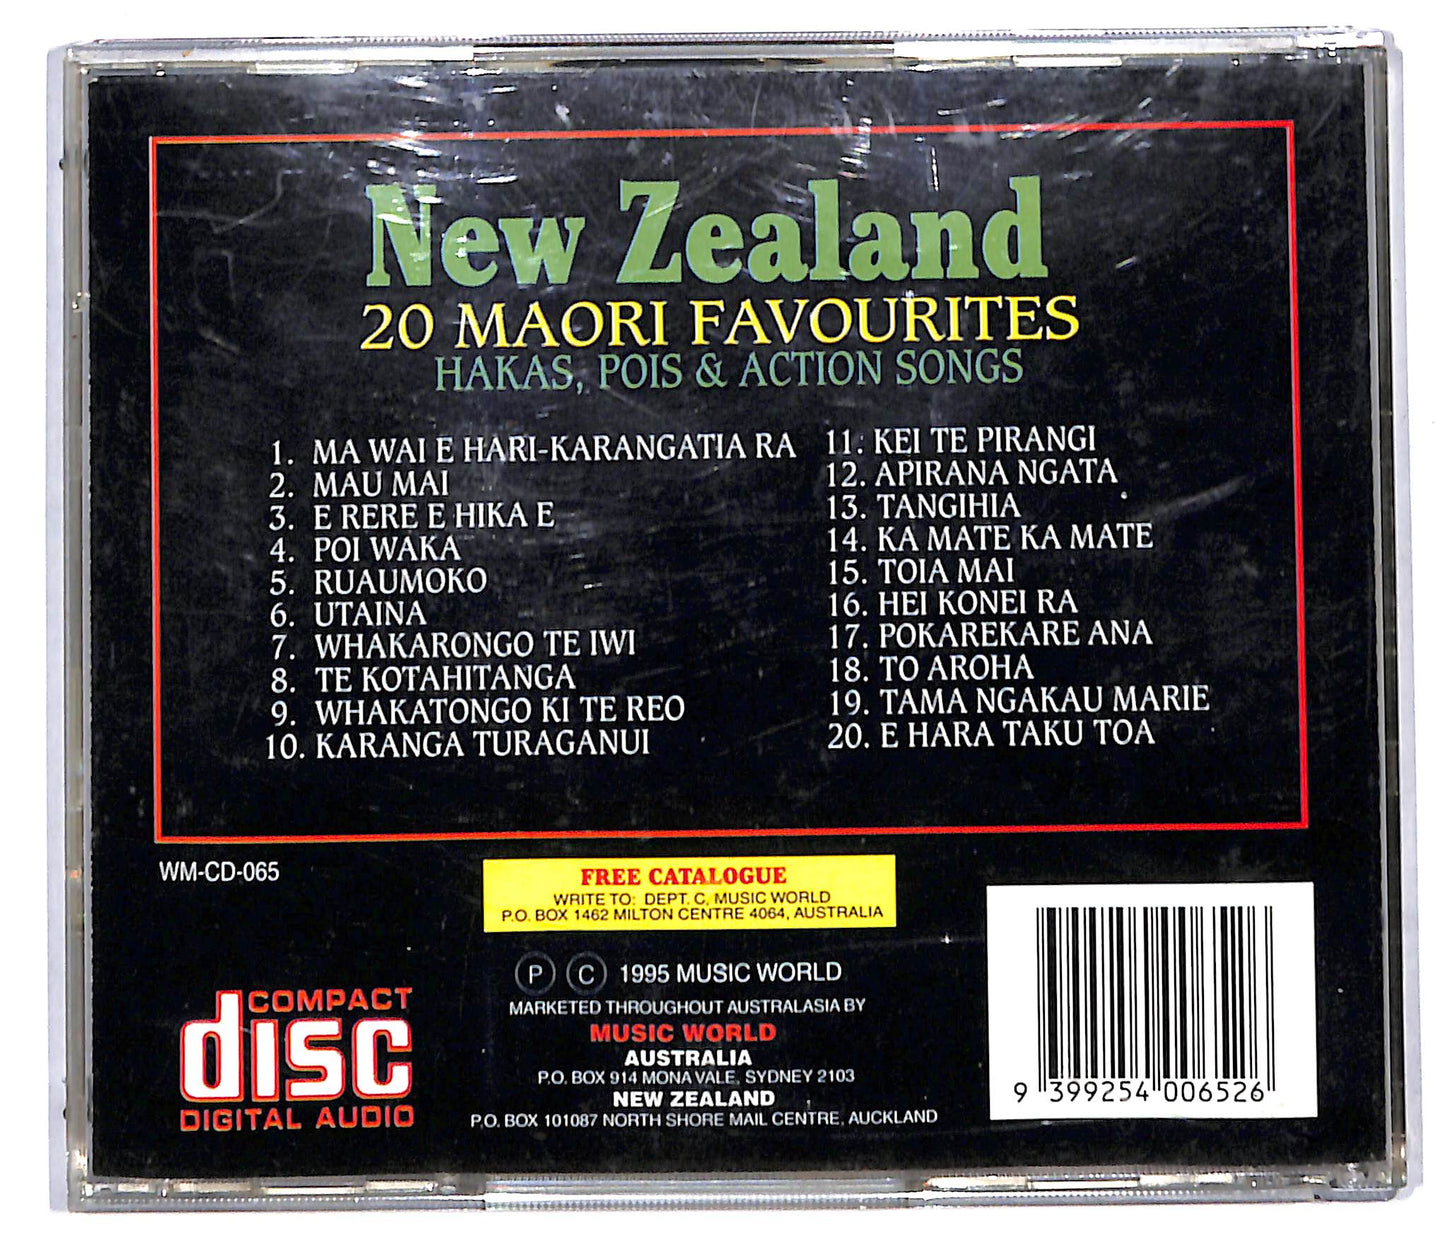 New Zealand
20 MAORI FAVOURITES
HAKAS, POIS & ACTION SONGS
1. MA WAI E HARI-KARANGATIA RA
2. MAU MAI
3. E RERE E HIKA E
4. POI WAKA
5. RUAUMOKO
6. UTAINA
7. WHAKARONGO TE IWI
8. TE KOTAHITANGA
9. WHAKATONGO KI TE REO
10. KARANGA TURAGANUI
11. KEI TE PIRANGI
12. APIRANA NGATA
13. TANGIHIA
14. KA MATE KA MATE
15. TOIA MAI
16. HEI KONEI RA
17. POKAREKARE ANA
18. TO AROHA
19. TAMA NGAKAU MARIE
20. E HARA TAKU TOA
WM-CD-065
FREE CATALOGUE
WRITE TO: DEPT. C, MUSIC WORLD
P.O. BOX 1462 MILTON CENTRE 4064, AUSTRALIA
Ⓟ Ⓒ 1995 MUSIC WORLD
MARKETED THROUGHOUT AUSTRALASIA BY
MUSIC WORLD
AUSTRALIA
P.O. BOX 914 MONA VALE, SYDNEY 2103
NEW ZEALAND
P.O. BOX 101087 NORTH SHORE MAIL CENTRE, AUCKLAND
COMPACT
disc
DIGITAL AUDIO
9 399254 006526